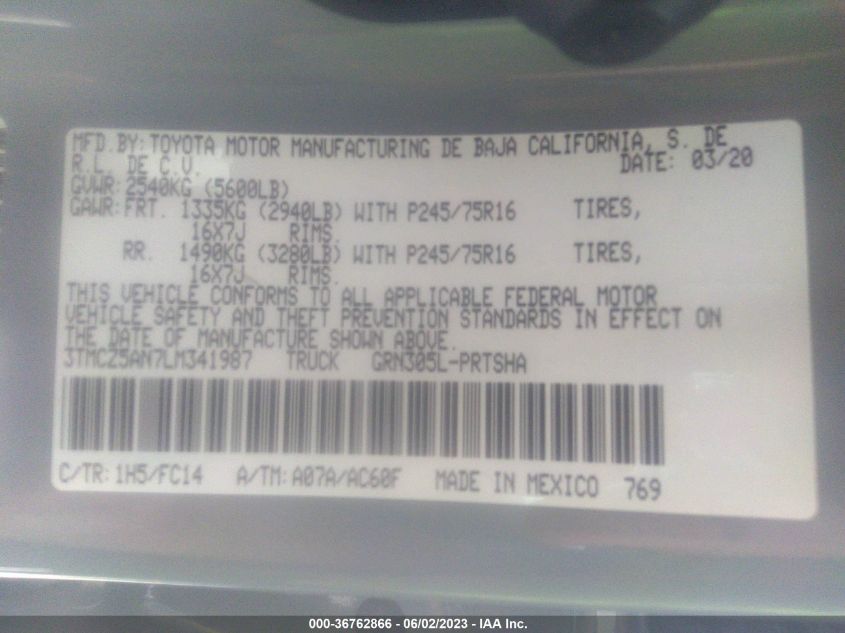 MFD.BY:TOYOTA MOTOR MANUFACTURING DE BAJA CALIFORNIA, S. DE
R.L. DE C.V. DATE: 03/20
GVWR:2540KG (5600LB)
GAWR:FRT. 1335KG (2940LB) WITH P245/75R16 TIRES,
16X7J RIMS.
RR. 1490KG (3280LB) WITH P245/75R16 TIRES,
16X7J RIMS.
THIS VEHICLE CONFORMS TO ALL APPLICABLE FEDERAL MOTOR
VEHICLE SAFETY AND THEFT PREVENTION STANDARDS IN EFFECT ON
THE DATE OF MANUFACTURE SHOWN ABOVE.
3TMCZ5AN7LM341987 TRUCK GRN305L-PRTSHA
C/TR:1H5/FC14 A/TM:A07A/AC60F MADE IN MEXICO 769
000-36762866 - 06/02/2023 - IAA Inc.